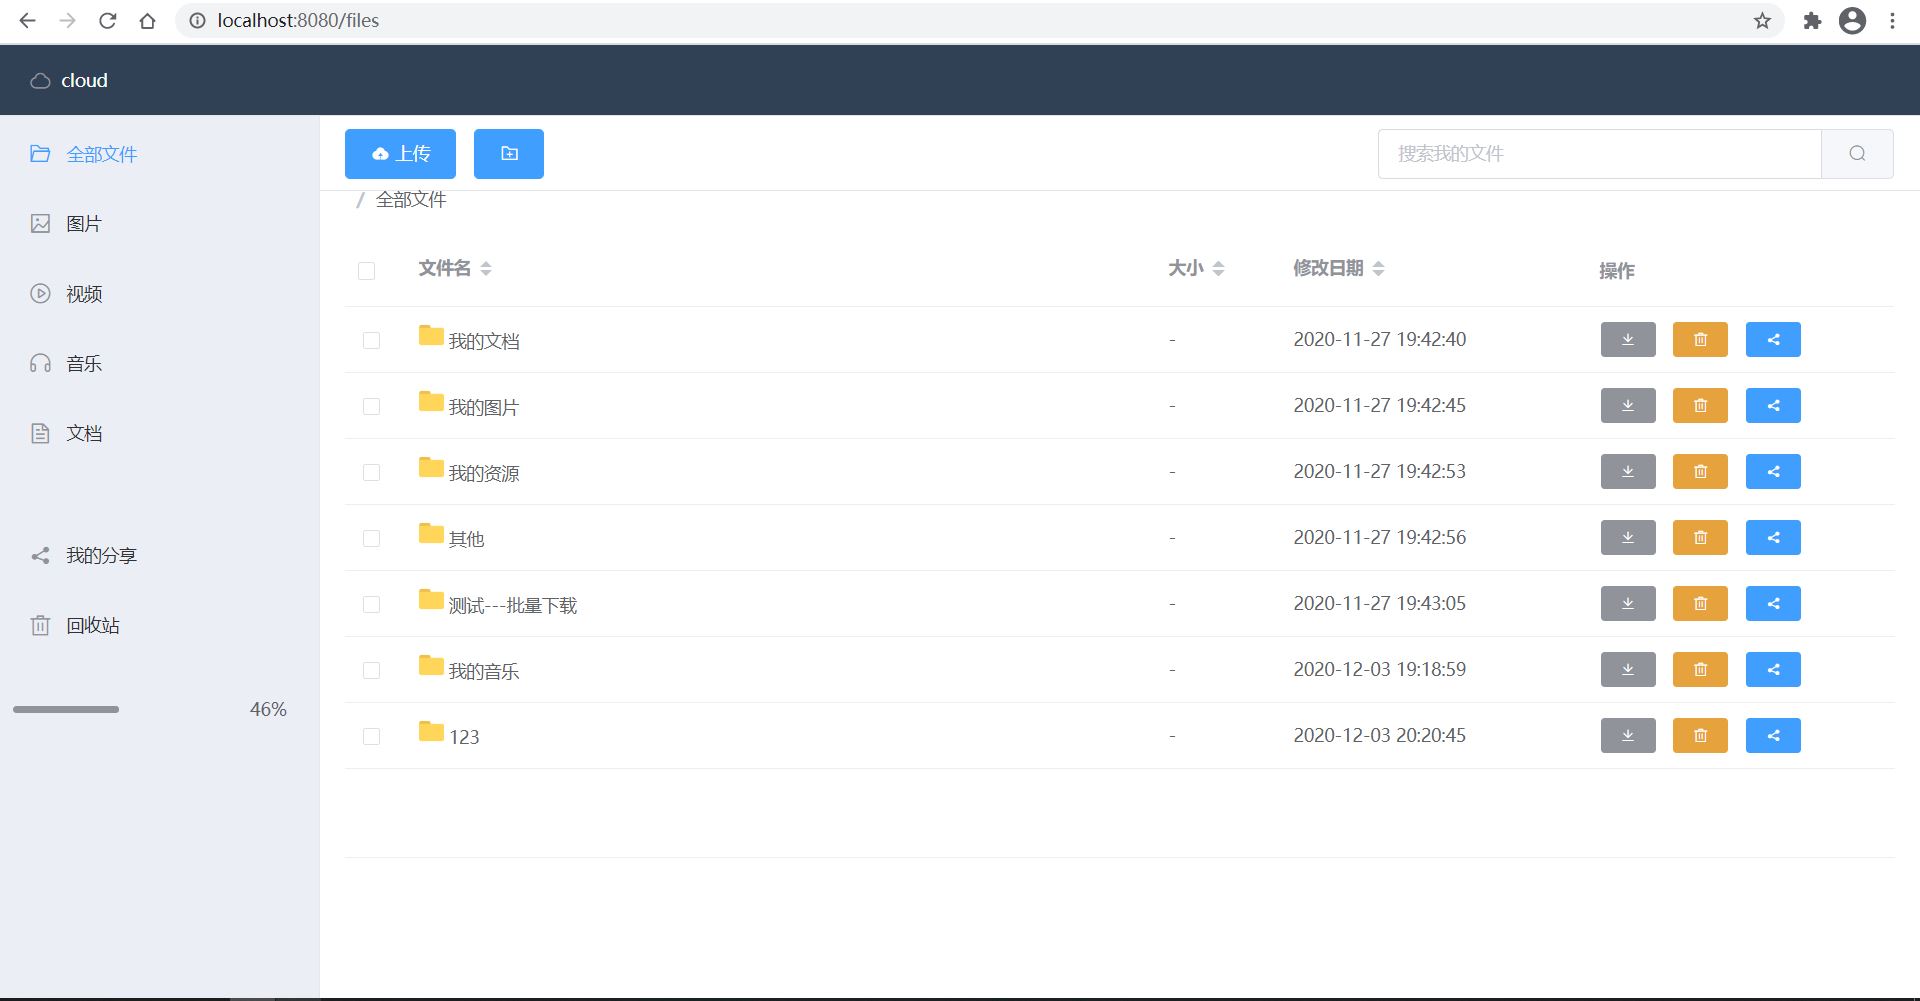 localhost:8080/files
cloud
全部文件
图片
视频
音乐
文档
我的分享
回收站
46%
上传
搜索我的文件
/ 全部文件
文件名 大小 修改日期 操作
我的文档 - 2020-11-27 19:42:40
我的图片 - 2020-11-27 19:42:45
我的资源 - 2020-11-27 19:42:53
其他 - 2020-11-27 19:42:56
测试---批量下载 - 2020-11-27 19:43:05
我的音乐 - 2020-12-03 19:18:59
123 - 2020-12-03 20:20:45